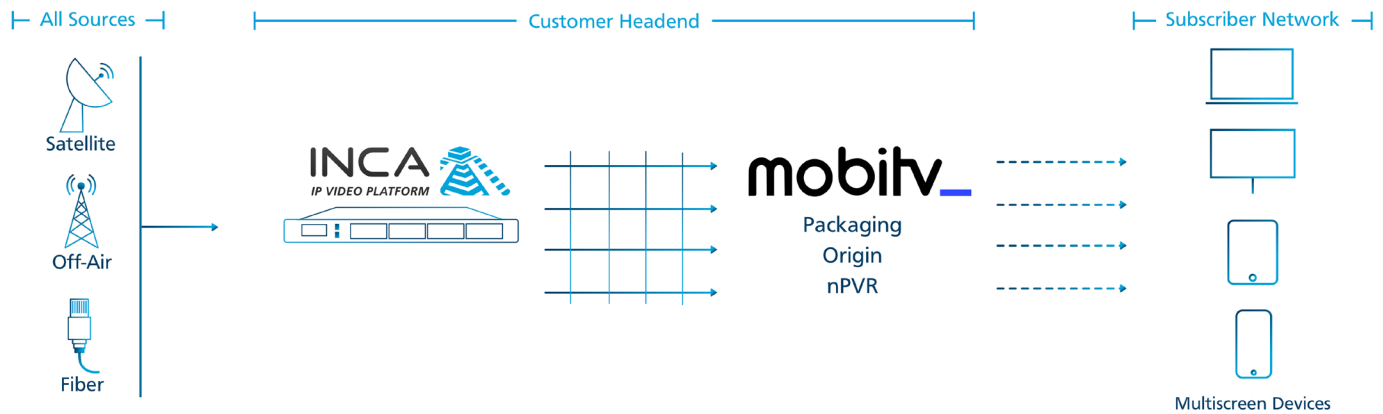 All Sources
Customer Headend
Subscriber Network
Satellite
Off-Air
Fiber
INCA
IP VIDEO PLATFORM
mobitv_
Packaging
Origin
nPVR
Multiscreen Devices